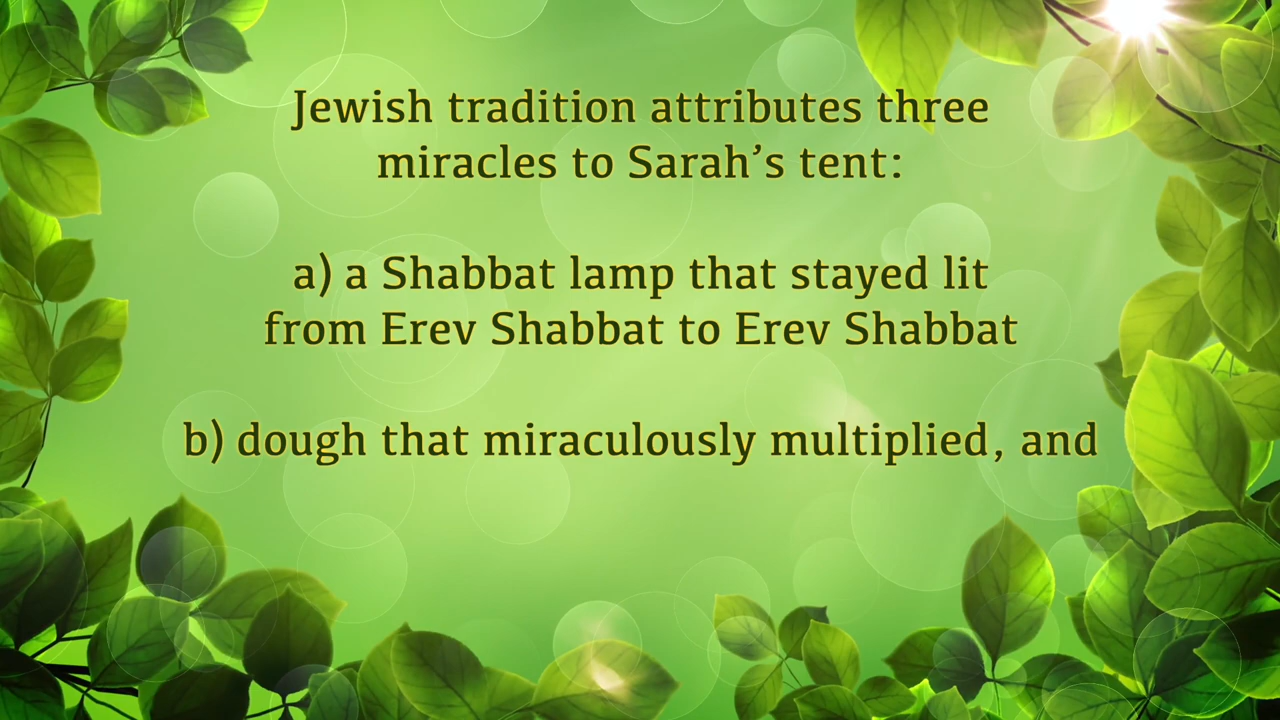 Jewish tradition attributes three
miracles to Sarah’s tent:
a) a Shabbat lamp that stayed lit
from Erev Shabbat to Erev Shabbat
b) dough that miraculously multiplied, and